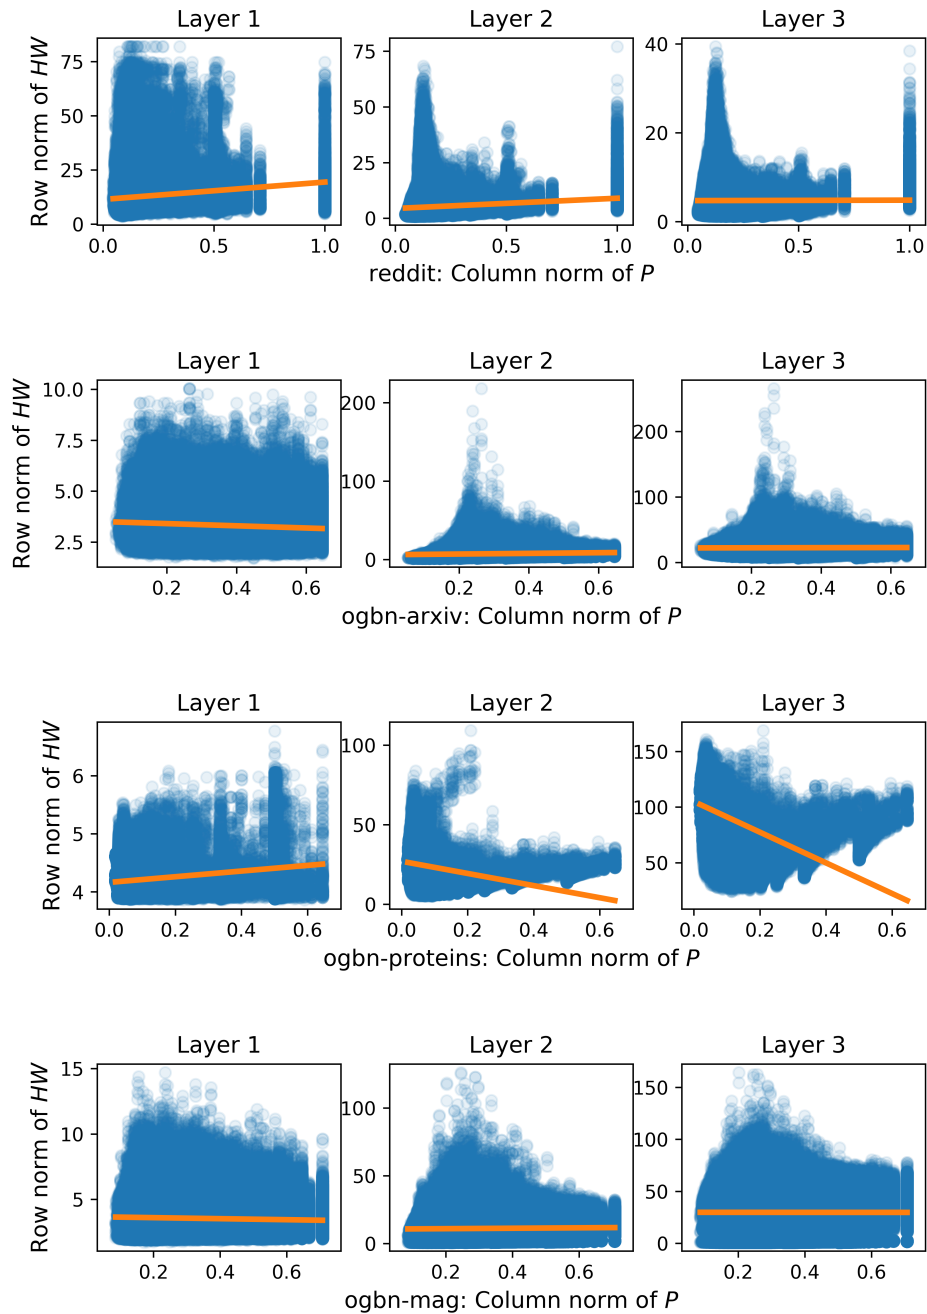 Layer 1 Layer 2 Layer 3
Row norm of HW
75
50
25
0
75
50
25
0
40
20
0
0.0 0.5 1.0 0.0 0.5 1.0 0.0 0.5 1.0
reddit: Column norm of P
Layer 1 Layer 2 Layer 3
Row norm of HW
10.0
7.5
5.0
2.5
200
100
0
200
100
0
0.2 0.4 0.6 0.2 0.4 0.6 0.2 0.4 0.6
ogbn-arxiv: Column norm of P
Layer 1 Layer 2 Layer 3
Row norm of HW
6
5
4
100
50
0
150
100
50
0.0 0.2 0.4 0.6 0.0 0.2 0.4 0.6 0.0 0.2 0.4 0.6
ogbn-proteins: Column norm of P
Layer 1 Layer 2 Layer 3
Row norm of HW
15
10
5
100
50
0
150
100
50
0
0.2 0.4 0.6 0.2 0.4 0.6 0.2 0.4 0.6
ogbn-mag: Column norm of P